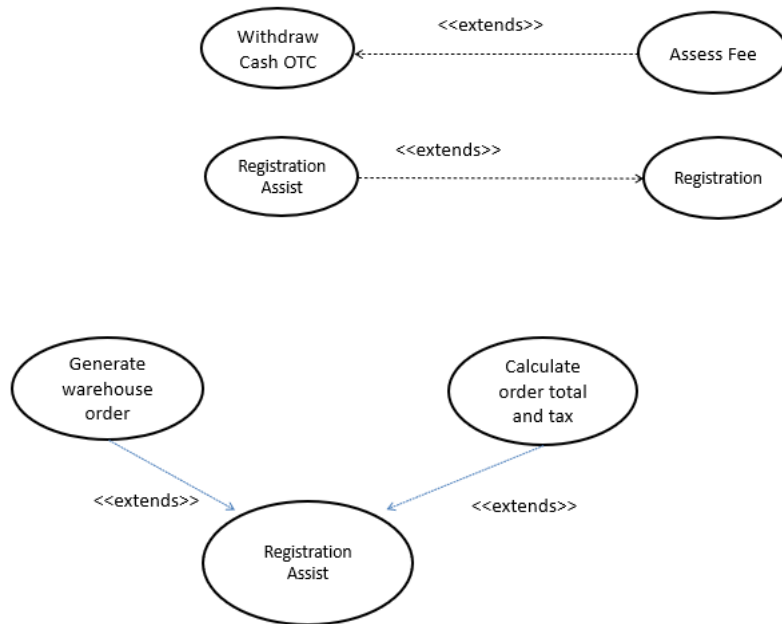 <<extends>>
Withdraw
Cash OTC
Assess Fee
<<extends>>
Registration
Assist
Registration
Generate
warehouse
order
Calculate
order total
and tax
<<extends>>
<<extends>>
Registration
Assist